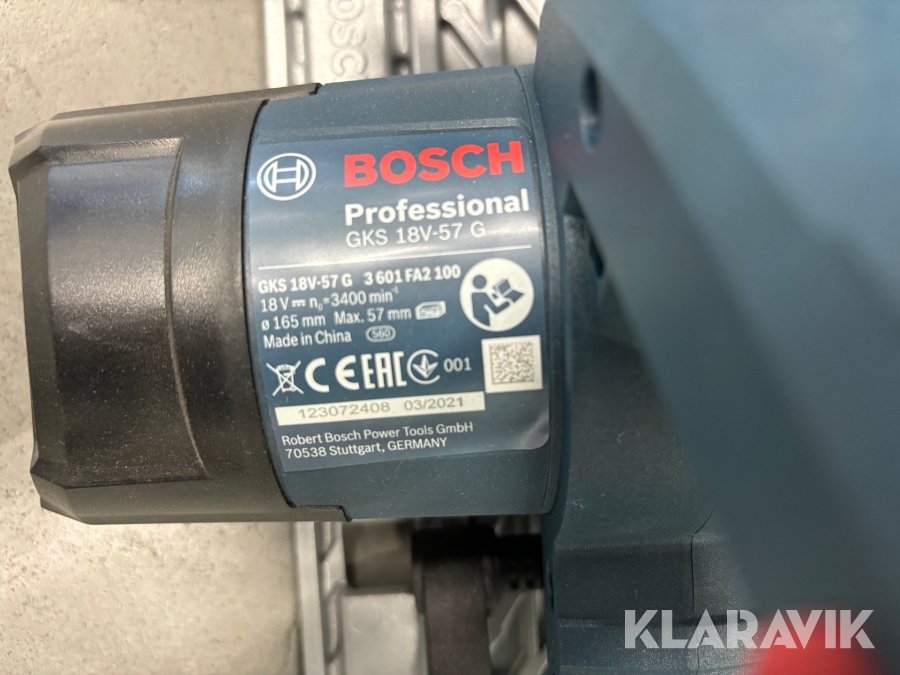 BOSCH
BOSCH
Professional
GKS 18V-57 G
GKS 18V-57 G 3 601 FA2 100
18 V ⎓ n₀=3400 min⁻¹
ø 165 mm Max. 57 mm
Made in China 560
CE EAC 001
123072408 03/2021
Robert Bosch Power Tools GmbH
70538 Stuttgart, GERMANY
KLARAVIK